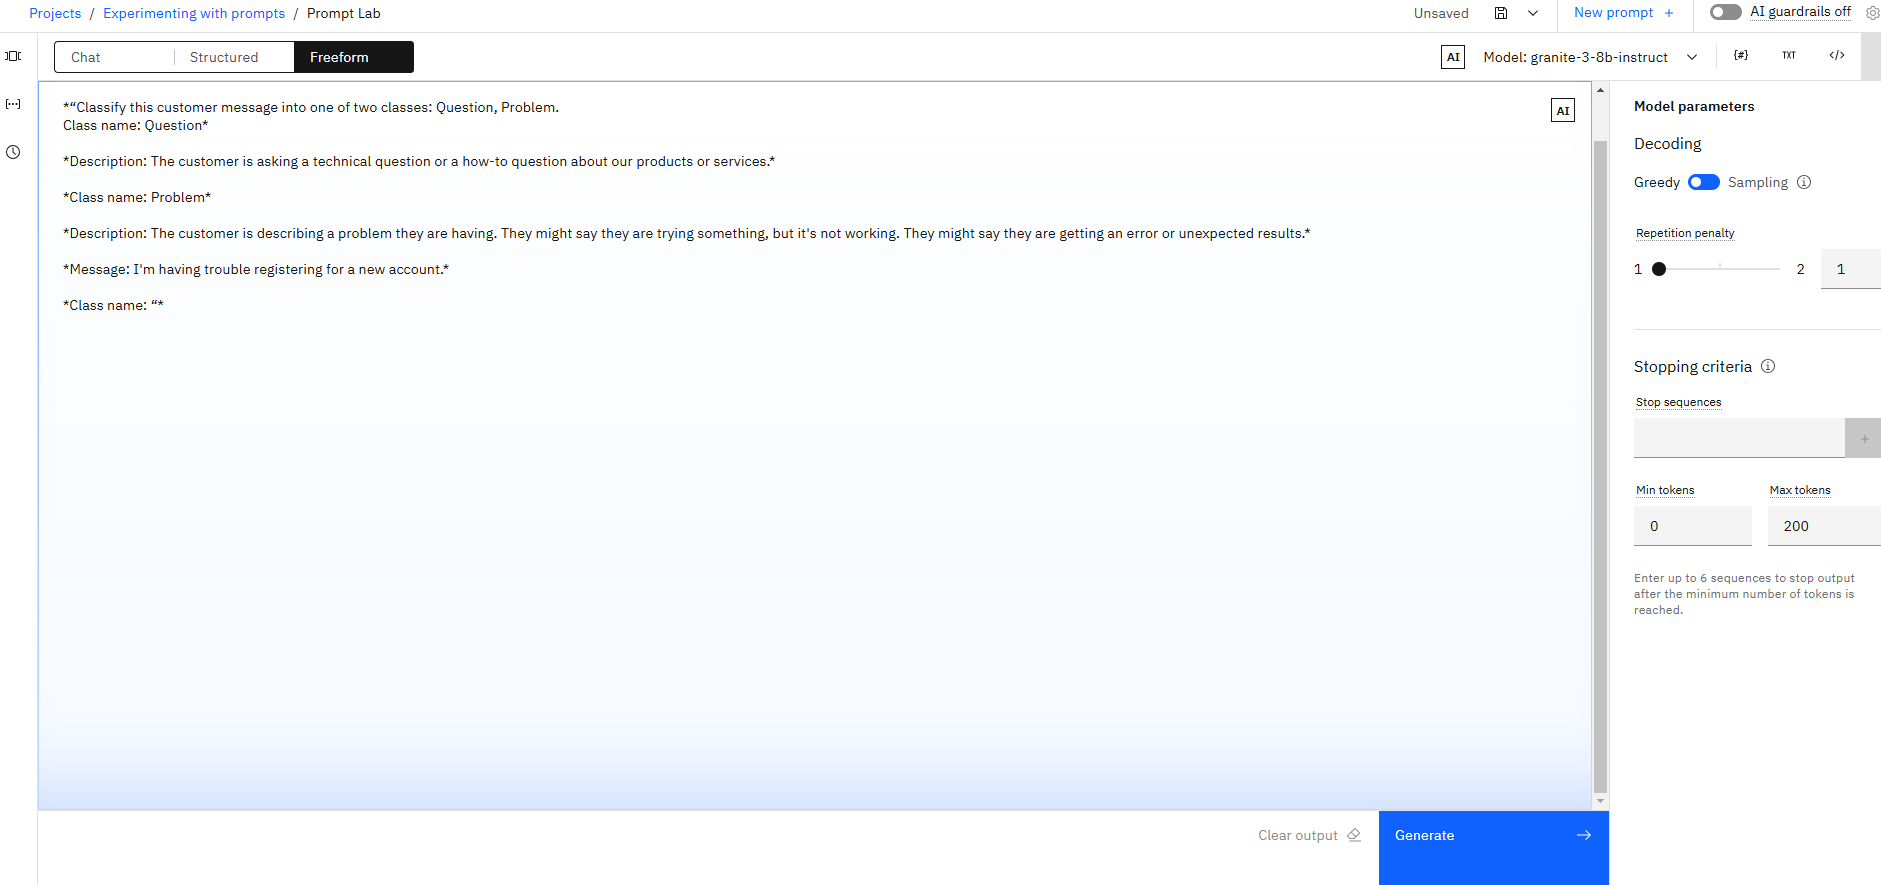 Projects / Experimenting with prompts / Prompt Lab
Unsaved
New prompt +
AI guardrails off
Chat
Structured
Freeform
AI
Model: granite-3-8b-instruct
{#}
TXT
</>
*“Classify this customer message into one of two classes: Question, Problem.
Class name: Question*
*Description: The customer is asking a technical question or a how-to question about our products or services.*
*Class name: Problem*
*Description: The customer is describing a problem they are having. They might say they are trying something, but it's not working. They might say they are getting an error or unexpected results.*
*Message: I'm having trouble registering for a new account.*
*Class name: “*
AI
Clear output
Generate
Model parameters
Decoding
Greedy
Sampling
Repetition penalty
1
2
1
Stopping criteria
Stop sequences
+
Min tokens
Max tokens
0
200
Enter up to 6 sequences to stop output
after the minimum number of tokens is
reached.